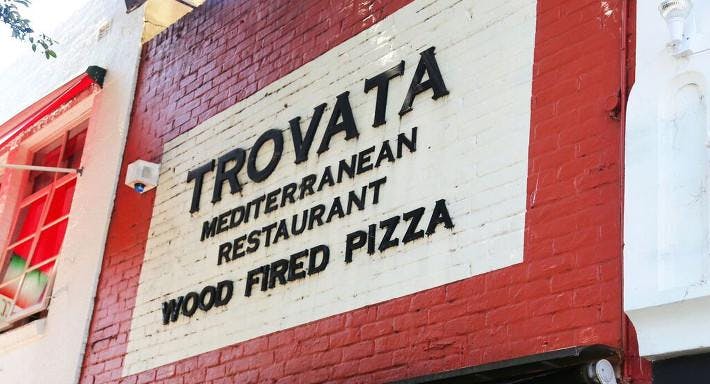 TROVATA
MEDITERRANEAN
RESTAURANT
WOOD FIRED PIZZA